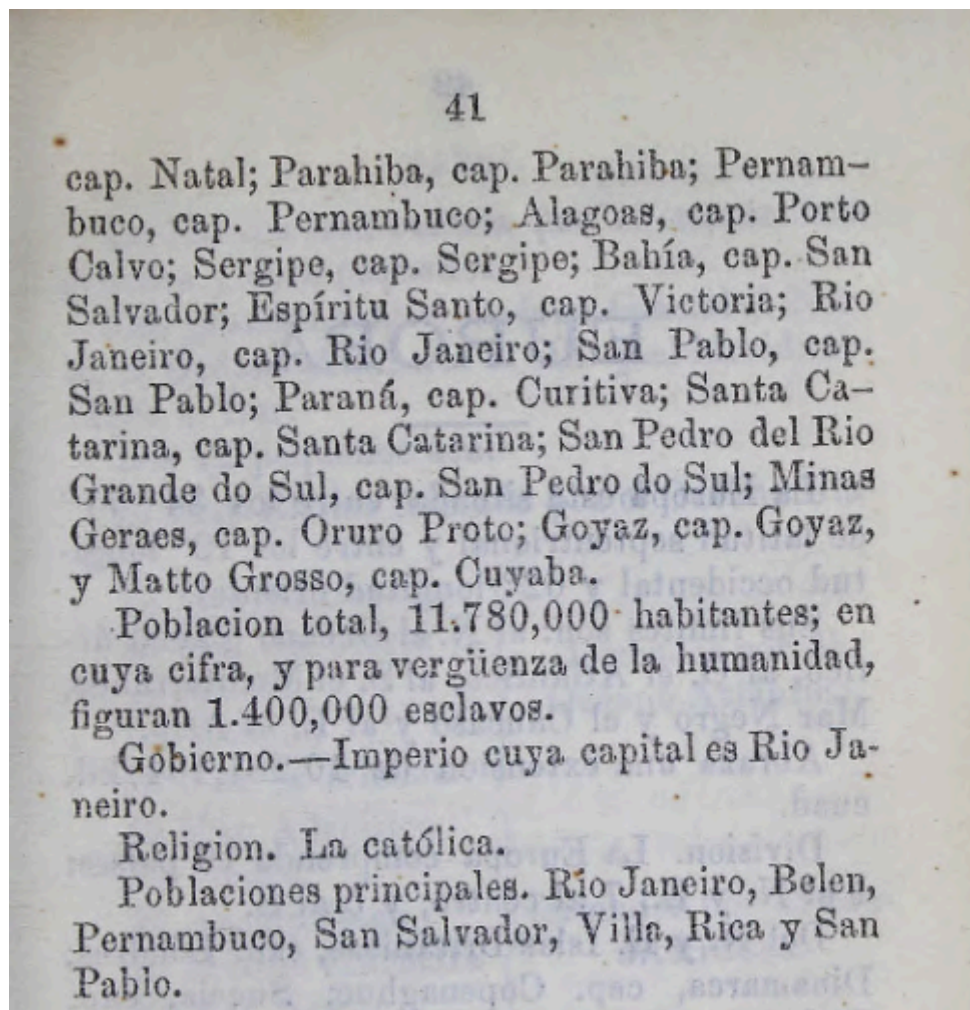 41
cap. Natal; Parahiba, cap. Parahiba; Pernam-
buco, cap. Pernambuco; Alagoas, cap. Porto
Calvo; Sergipe, cap. Sergipe; Bahía, cap. San
Salvador; Espíritu Santo, cap. Victoria; Rio
Janeiro, cap. Rio Janeiro; San Pablo, cap.
San Pablo; Paraná, cap. Curitiva; Santa Ca-
tarina, cap. Santa Catarina; San Pedro del Rio
Grande do Sul, cap. San Pedro do Sul; Minas
Geraes, cap. Oruro Proto; Goyaz, cap. Goyaz,
y Matto Grosso, cap. Cuyaba.
Poblacion total, 11.780,000 habitantes; en
cuya cifra, y para vergüenza de la humanidad,
figuran 1.400,000 esclavos.
Gobierno.—Imperio cuya capital es Rio Ja-
neiro.
Religion. La católica.
Poblaciones principales. Rio Janeiro, Belen,
Pernambuco, San Salvador, Villa, Rica y San
Pablo.